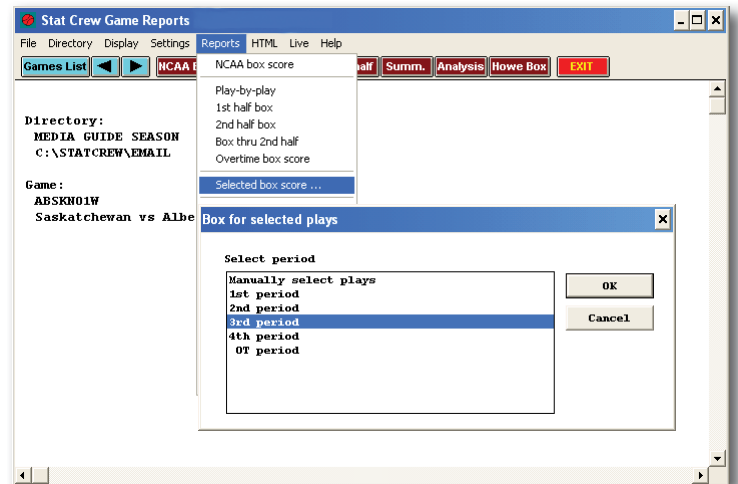 Stat Crew Game Reports
File Directory Display Settings Reports HTML Live Help
Games List NCAA half Summ. Analysis Howe Box EXIT
NCAA box score
Play-by-play
1st half box
2nd half box
Box thru 2nd half
Overtime box score
Selected box score ...
Directory:
MEDIA GUIDE SEASON
C:\STATCREW\EMAIL
Game:
ABSKN01W
Saskatchewan vs Albe
Box for selected plays
Select period
Manually select plays
1st period
2nd period
3rd period
4th period
OT period
OK
Cancel